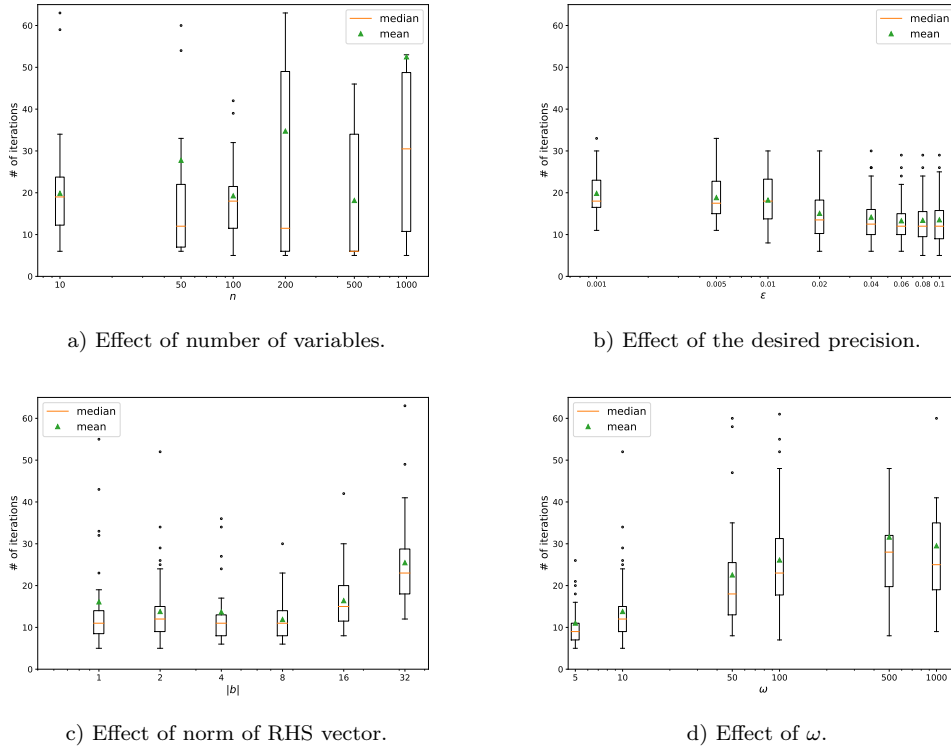 median
mean
# of iterations
60
50
40
30
20
10
0
10
50
100
200
500
1000
n
a) Effect of number of variables.
median
mean
# of iterations
60
50
40
30
20
10
0
0.001
0.005
0.01
0.02
0.04
0.06
0.08
0.1
ε
b) Effect of the desired precision.
median
mean
# of iterations
60
50
40
30
20
10
0
1
2
4
8
16
32
|b|
c) Effect of norm of RHS vector.
median
mean
# of iterations
60
50
40
30
20
10
0
5
10
50
100
500
1000
ω
d) Effect of ω.